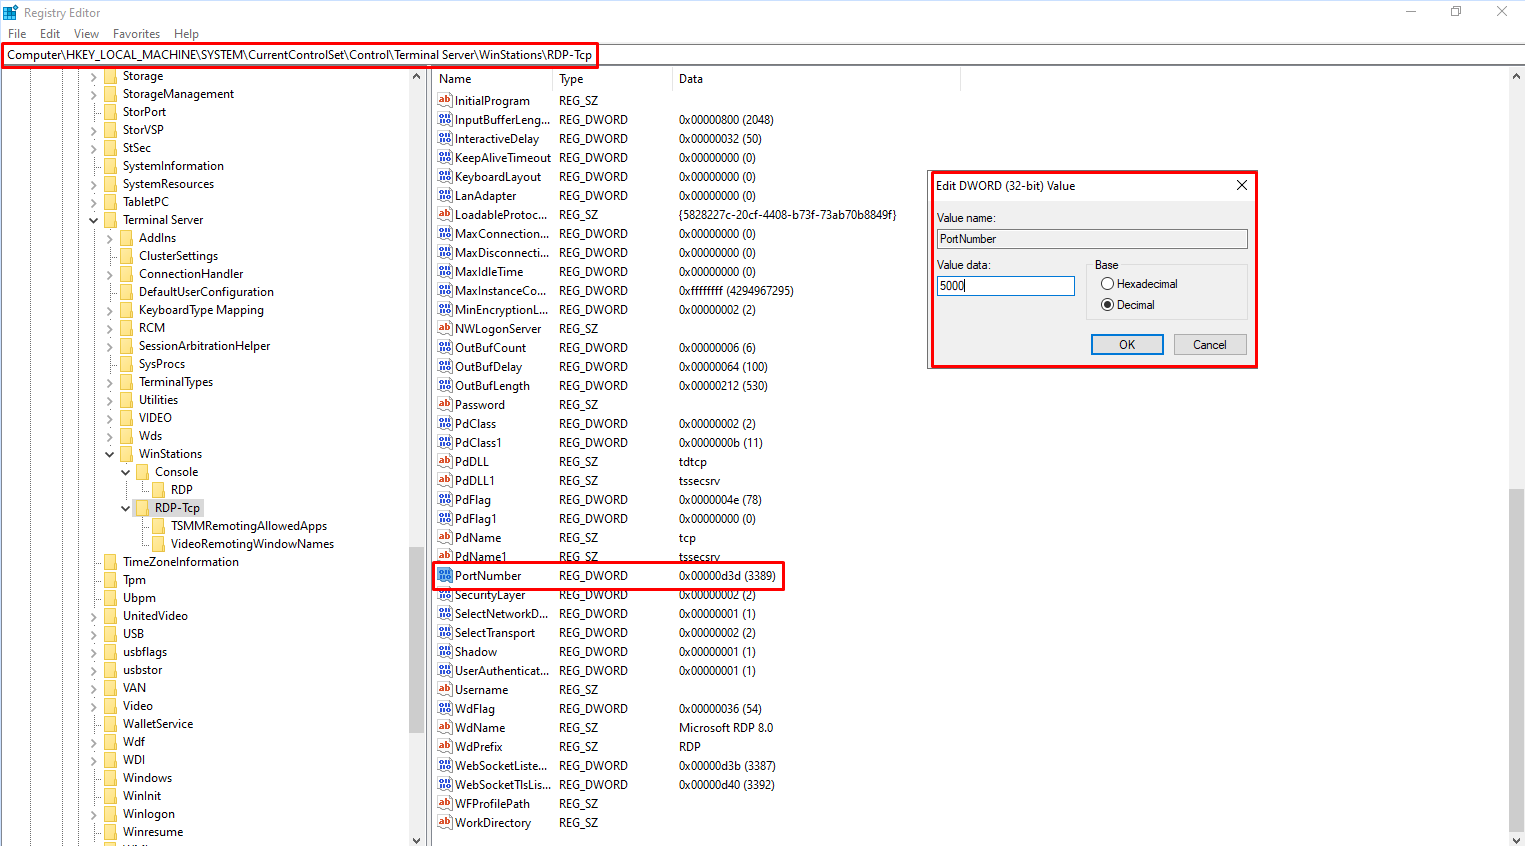 Registry Editor
File Edit View Favorites Help
Computer\HKEY_LOCAL_MACHINE\SYSTEM\CurrentControlSet\Control\Terminal Server\WinStations\RDP-Tcp
Storage
StorageManagement
StorPort
StorVSP
StSec
SystemInformation
SystemResources
TabletPC
Terminal Server
AddIns
ClusterSettings
ConnectionHandler
DefaultUserConfiguration
KeyboardType Mapping
RCM
SessionArbitrationHelper
SysProcs
TerminalTypes
Utilities
VIDEO
Wds
WinStations
Console
RDP
RDP-Tcp
TSMMRemotingAllowedApps
VideoRemotingWindowNames
TimeZoneInformation
Tpm
Ubpm
UnitedVideo
USB
usbflags
usbstor
VAN
Video
WalletService
Wdf
WDI
Windows
WinInit
Winlogon
Winresume
Name Type Data
InitialProgram REG_SZ
InputBufferLeng... REG_DWORD 0x00000800 (2048)
InteractiveDelay REG_DWORD 0x00000032 (50)
KeepAliveTimeout REG_DWORD 0x00000000 (0)
KeyboardLayout REG_DWORD 0x00000000 (0)
LanAdapter REG_DWORD 0x00000000 (0)
LoadableProtoc... REG_SZ {5828227c-20cf-4408-b73f-73ab70b8849f}
MaxConnection... REG_DWORD 0x00000000 (0)
MaxDisconnecti... REG_DWORD 0x00000000 (0)
MaxIdleTime REG_DWORD 0x00000000 (0)
MaxInstanceCo... REG_DWORD 0xffffffff (4294967295)
MinEncryptionL... REG_DWORD 0x00000002 (2)
NWLogonServer REG_SZ
OutBufCount REG_DWORD 0x00000006 (6)
OutBufDelay REG_DWORD 0x00000064 (100)
OutBufLength REG_DWORD 0x00000212 (530)
Password REG_SZ
PdClass REG_DWORD 0x00000002 (2)
PdClass1 REG_DWORD 0x0000000b (11)
PdDLL REG_SZ tdtcp
PdDLL1 REG_SZ tssecsrv
PdFlag REG_DWORD 0x0000004e (78)
PdFlag1 REG_DWORD 0x00000000 (0)
PdName REG_SZ tcp
PdName1 REG_SZ tssecsrv
PortNumber REG_DWORD 0x00000d3d (3389)
SecurityLayer REG_DWORD 0x00000002 (2)
SelectNetworkD... REG_DWORD 0x00000001 (1)
SelectTransport REG_DWORD 0x00000002 (2)
Shadow REG_DWORD 0x00000001 (1)
UserAuthenticat... REG_DWORD 0x00000001 (1)
Username REG_SZ
WdFlag REG_DWORD 0x00000036 (54)
WdName REG_SZ Microsoft RDP 8.0
WdPrefix REG_SZ RDP
WebSocketListe... REG_DWORD 0x00000d3b (3387)
WebSocketTlsLis... REG_DWORD 0x00000d40 (3392)
WFProfilePath REG_SZ
WorkDirectory REG_SZ
Edit DWORD (32-bit) Value
Value name:
PortNumber
Value data:
5000
Base
Hexadecimal
Decimal
OK Cancel